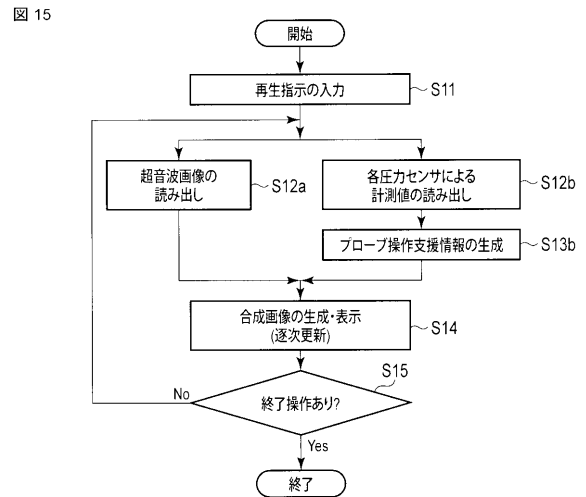 図 15
開始
再生指示の入力
S11
超音波画像の
読み出し
S12a
各圧力センサによる
計測値の読み出し
S12b
プローブ操作支援情報の生成
S13b
合成画像の生成・表示
(逐次更新)
S14
S15
No
終了操作あり?
Yes
終了